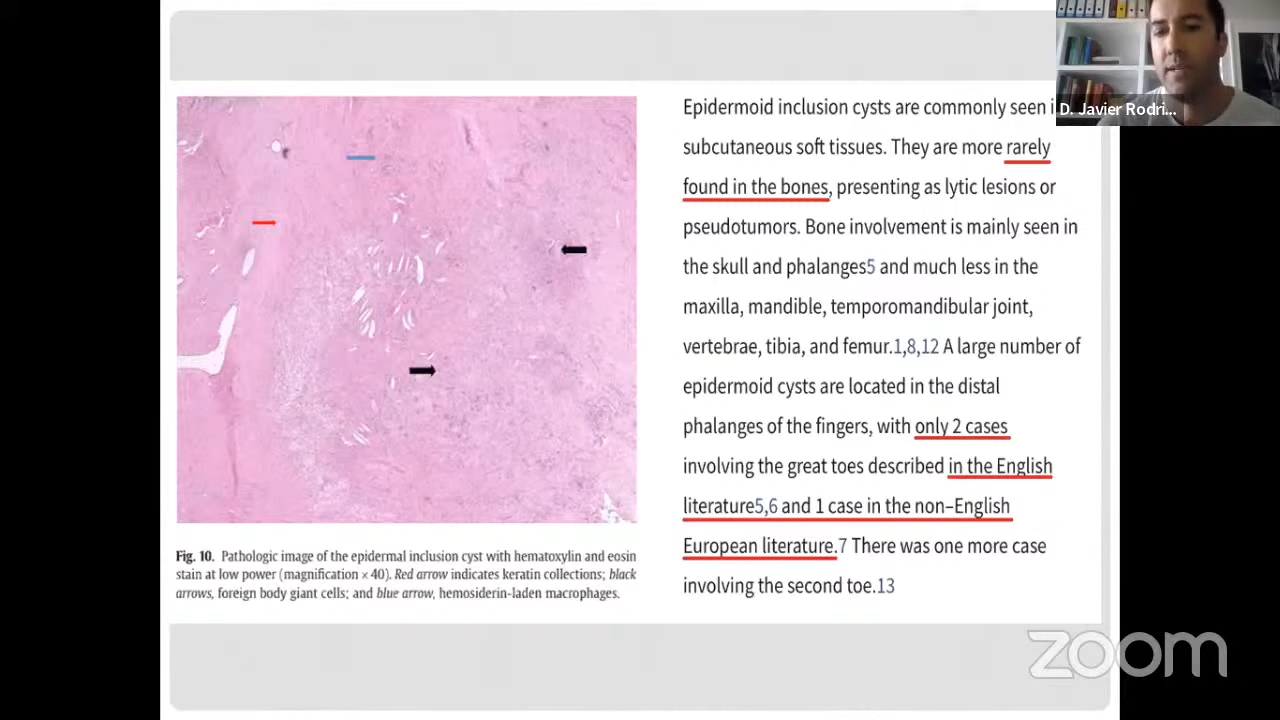 D. Javier Rodri...
Epidermoid inclusion cysts are commonly seen
subcutaneous soft tissues. They are more rarely
found in the bones, presenting as lytic lesions or
pseudotumors. Bone involvement is mainly seen in
the skull and phalanges5 and much less in the
maxilla, mandible, temporomandibular joint,
vertebrae, tibia, and femur.1,8,12 A large number of
epidermoid cysts are located in the distal
phalanges of the fingers, with only 2 cases
involving the great toes described in the English
literature5,6 and 1 case in the non–English
European literature.7 There was one more case
involving the second toe.13
Fig. 10. Pathologic image of the epidermal inclusion cyst with hematoxylin and eosin
stain at low power (magnification × 40). Red arrow indicates keratin collections; black
arrows, foreign body giant cells; and blue arrow, hemosiderin-laden macrophages.
zoom